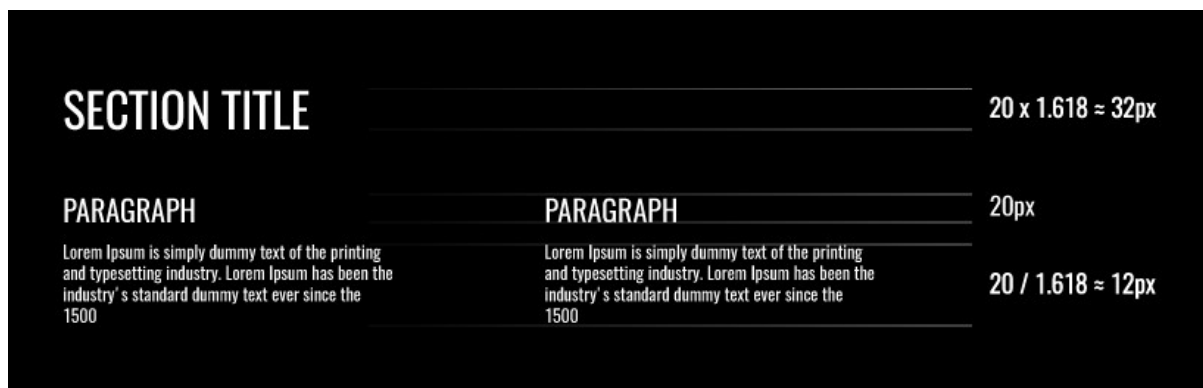 SECTION TITLE
20 x 1.618 ≈ 32px
PARAGRAPH
PARAGRAPH
20px
Lorem Ipsum is simply dummy text of the printing
and typesetting industry. Lorem Ipsum has been the
industry's standard dummy text ever since the
1500
Lorem Ipsum is simply dummy text of the printing
and typesetting industry. Lorem Ipsum has been the
industry's standard dummy text ever since the
1500
20 / 1.618 ≈ 12px